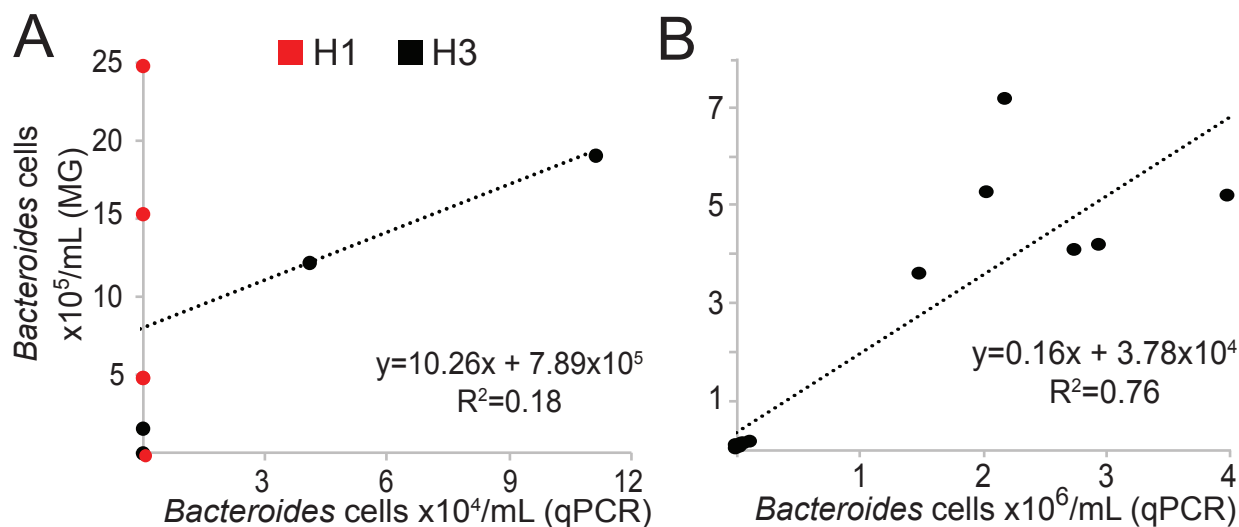 A
H1
H3
25
20
15
10
5
Bacteroides cells
x10⁵/mL (MG)
y=10.26x + 7.89x10⁵
R²=0.18
3
6
9
12
Bacteroides cells x10⁴/mL (qPCR)
B
7
5
3
1
y=0.16x + 3.78x10⁴
R²=0.76
1
2
3
4
Bacteroides cells x10⁶/mL (qPCR)